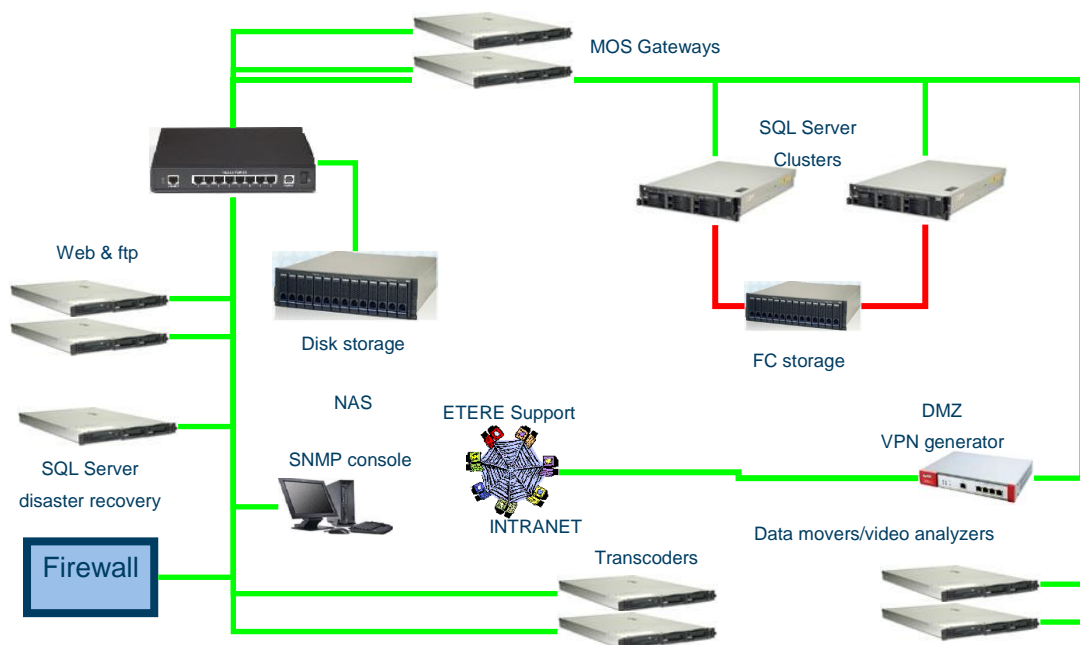 MOS Gateways
SQL Server
Clusters
Web & ftp
Disk storage
FC storage
NAS
ETERE Support
DMZ
VPN generator
SNMP console
SQL Server
disaster recovery
INTRANET
Data movers/video analyzers
Firewall
Transcoders